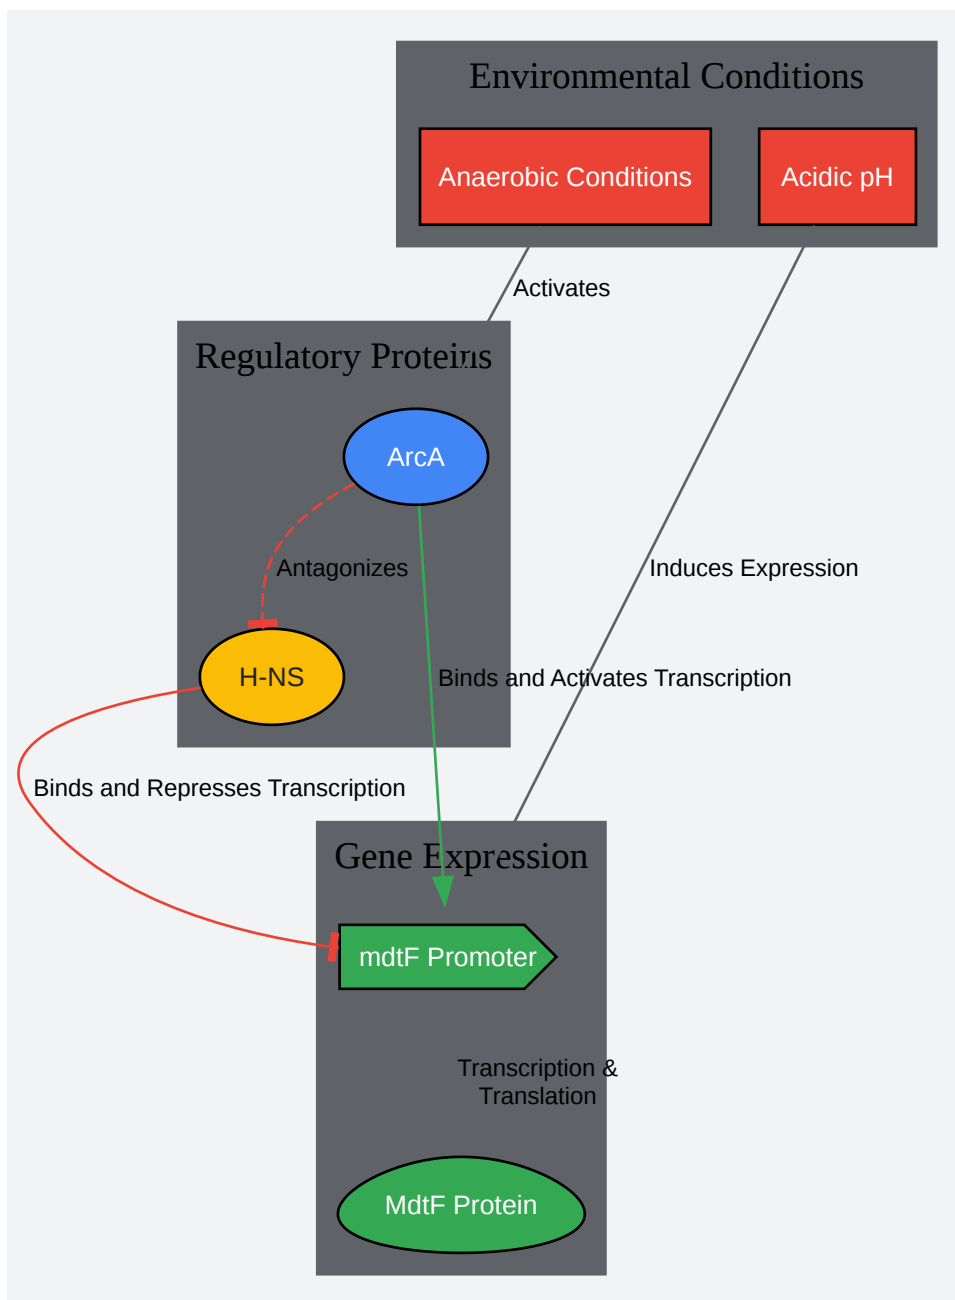 Environmental Conditions
Anaerobic Conditions
Acidic pH
Activates
Regulatory Proteins
ArcA
Antagonizes
Induces Expression
H-NS
Binds and Activates Transcription
Binds and Represses Transcription
Gene Expression
mdtF Promoter
Transcription &
Translation
MdtF Protein